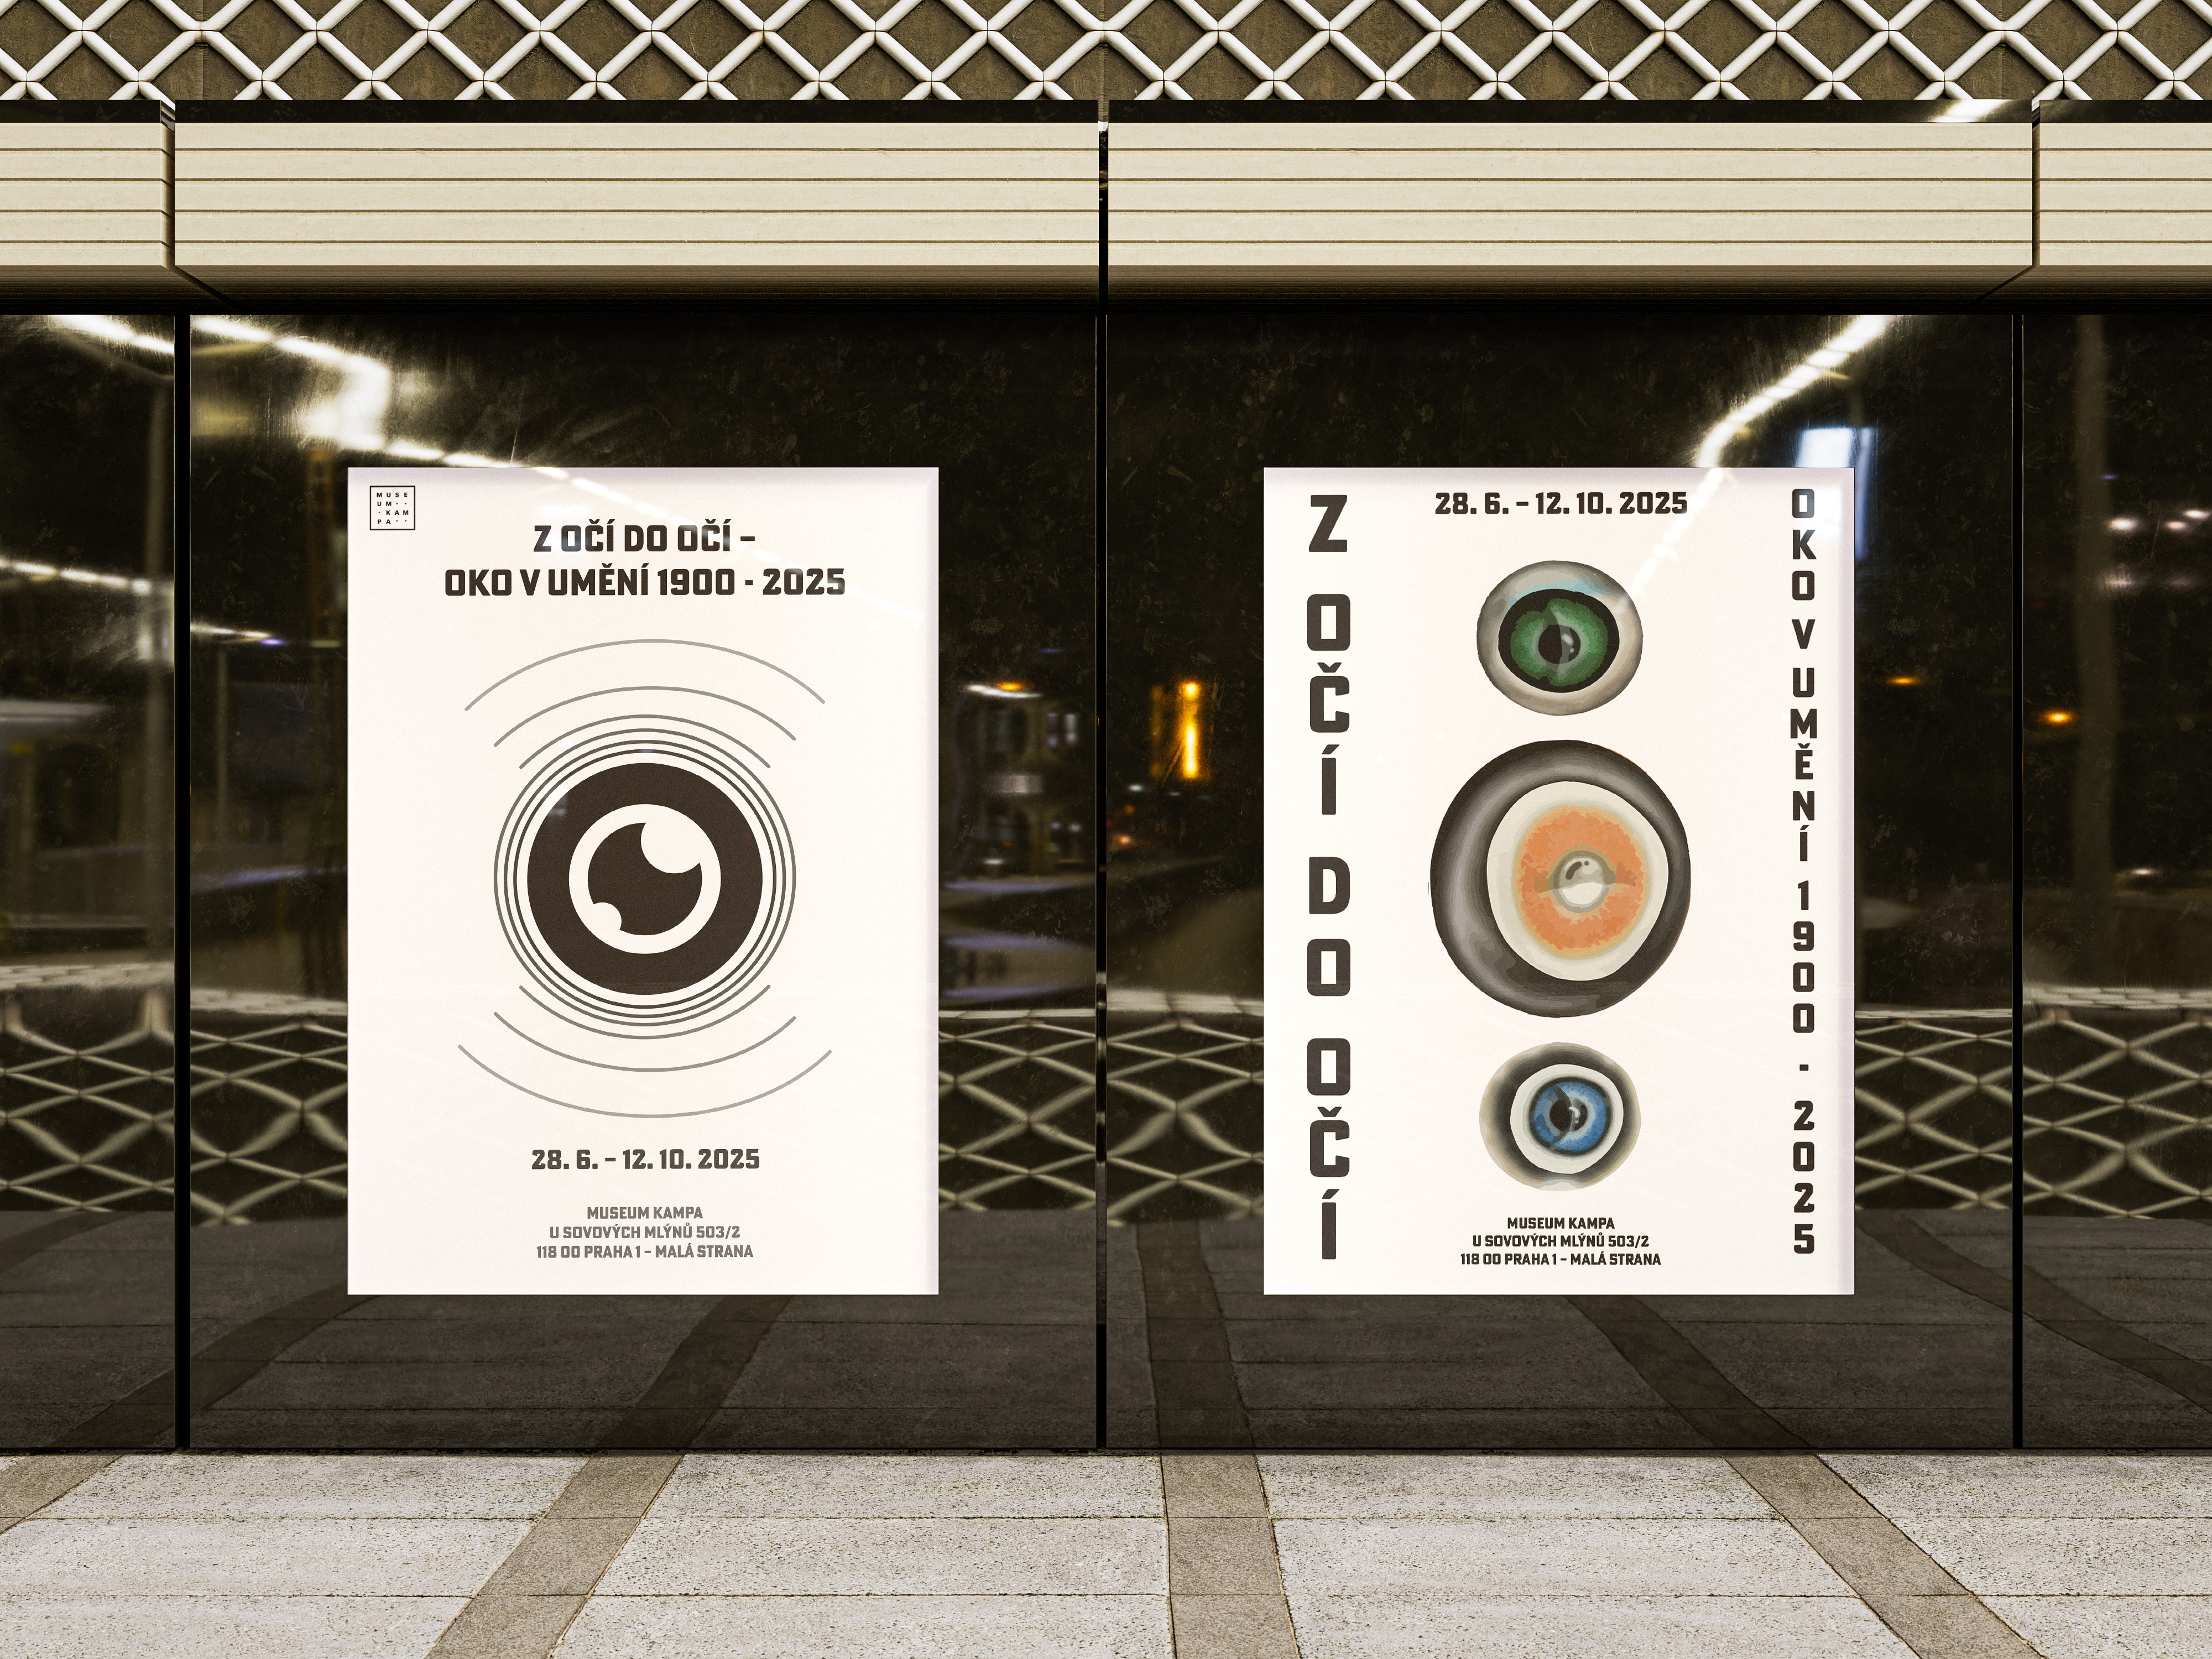 MUSE
UM··
·KAM
PA··
Z OČÍ DO OČÍ –
OKO V UMĚNÍ 1900 - 2025
28. 6. – 12. 10. 2025
MUSEUM KAMPA
U SOVOVÝCH MLÝNŮ 503/2
118 00 PRAHA 1 – MALÁ STRANA
Z OČÍ DO OČÍ
28. 6. – 12. 10. 2025
OKO V UMĚNÍ 1900 - 2025
MUSEUM KAMPA
U SOVOVÝCH MLÝNŮ 503/2
118 00 PRAHA 1 – MALÁ STRANA